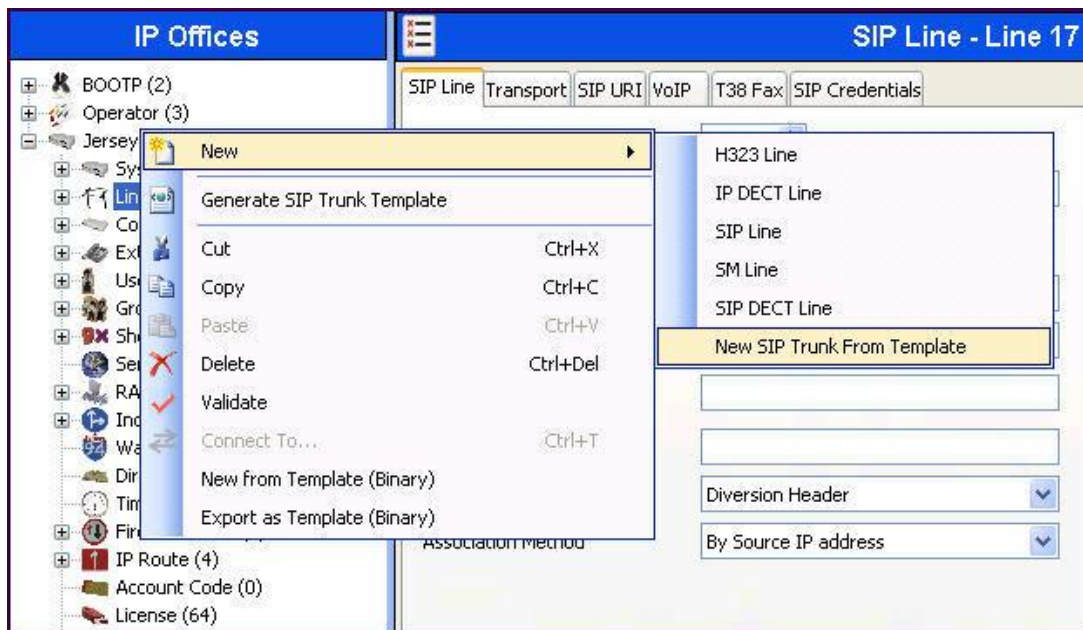 IP Offices
SIP Line - Line 17
BOOTP (2)
Operator (3)
Jersey
SIP Line Transport SIP URI VoIP T38 Fax SIP Credentials
New
Generate SIP Trunk Template
Cut Ctrl+X
Copy Ctrl+C
Paste Ctrl+V
Delete Ctrl+Del
Validate
Connect To... Ctrl+T
New from Template (Binary)
Export as Template (Binary)
H323 Line
IP DECT Line
SIP Line
SM Line
SIP DECT Line
New SIP Trunk From Template
Diversion Header
Association Method By Source IP address
IP Route (4)
Account Code (0)
License (64)